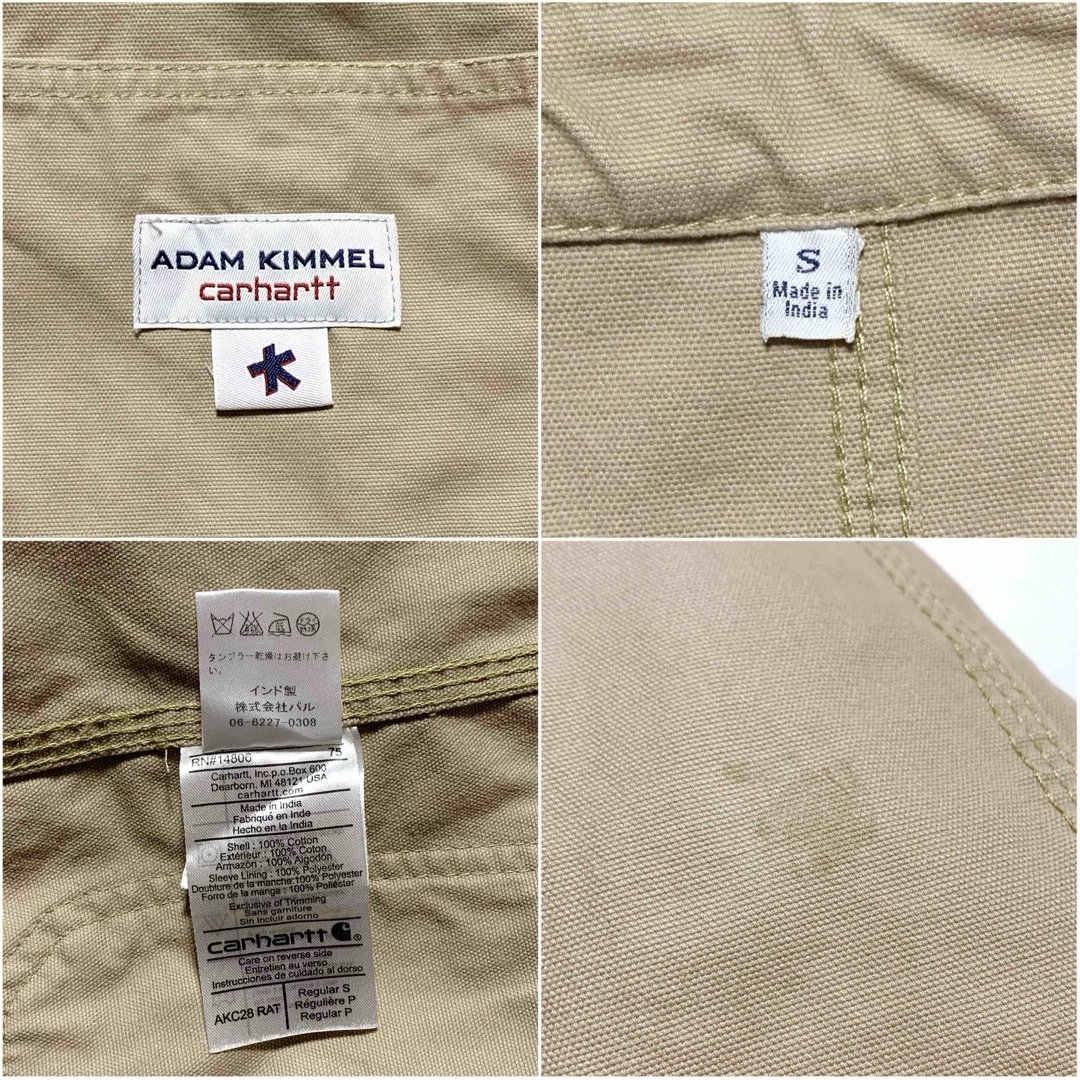 ADAM KIMMEL
carhartt
S
Made in
India
タンブラー乾燥はお避け下さ
い。
インド製
株式会社パル
06-6227-0308
RN#14806 75
Carhartt, Inc.p.o.Box 600
Dearborn, MI 48121 USA
carhartt.com
Made in India
Fabriqué en Inde
Hecho en la India
Shell : 100% Cotton
Extérieur : 100% Coton
Armazón : 100% Algodón
Sleeve Lining : 100% Polyester
Doublure de la manche:100% Polyester
Forro de la manga : 100% Poliéster
Exclusive of Trimming
Sans garniture
Sin Incluir adorno
carhartt ®
Care on reverse side
Entretien au verso
Instrucciones de cuidado al dorso
AKC28 RAT
Regular S
Régulière P
Regular P